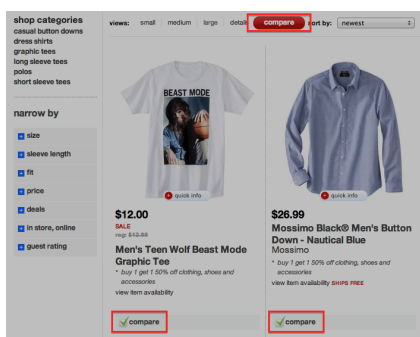 shop categories
casual button downs
dress shirts
graphic tees
long sleeve tees
polos
short sleeve tees
narrow by
size
sleeve length
fit
price
deals
in store, online
guest rating
views: small medium large details compare sort by: newest
BEAST MODE
quick info
$12.00
SALE
reg: $12.99
Men's Teen Wolf Beast Mode
Graphic Tee
* buy 1 get 1 50% off clothing, shoes and
accessories
view item availability
compare
quick info
$26.99
Mossimo Black® Men's Button
Down - Nautical Blue
Mossimo
* buy 1 get 1 50% off clothing, shoes and
accessories
view item availability SHIPS FREE
compare